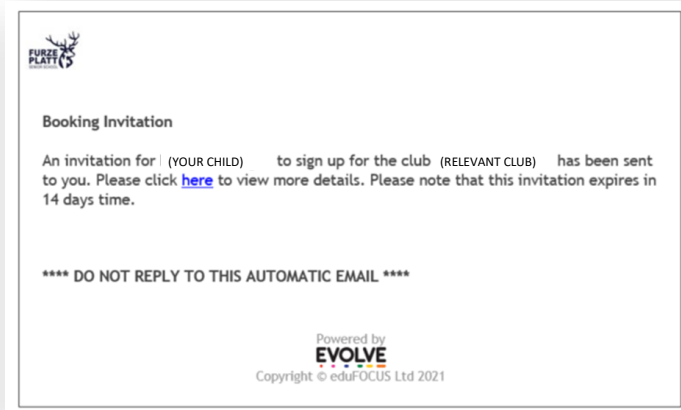 FURZE
PLATT
SENIOR SCHOOL
Booking Invitation
An invitation for (YOUR CHILD) to sign up for the club (RELEVANT CLUB) has been sent
to you. Please click here to view more details. Please note that this invitation expires in
14 days time.
**** DO NOT REPLY TO THIS AUTOMATIC EMAIL ****
Powered by
EVOLVE
Copyright © eduFOCUS Ltd 2021